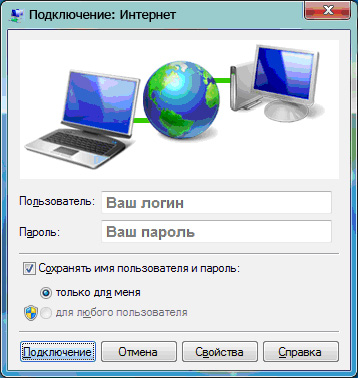 Подключение: Интернет
Пользователь: Ваш логин
Пароль: Ваш пароль
Сохранять имя пользователя и пароль:
только для меня
для любого пользователя
Подключение Отмена Свойства Справка